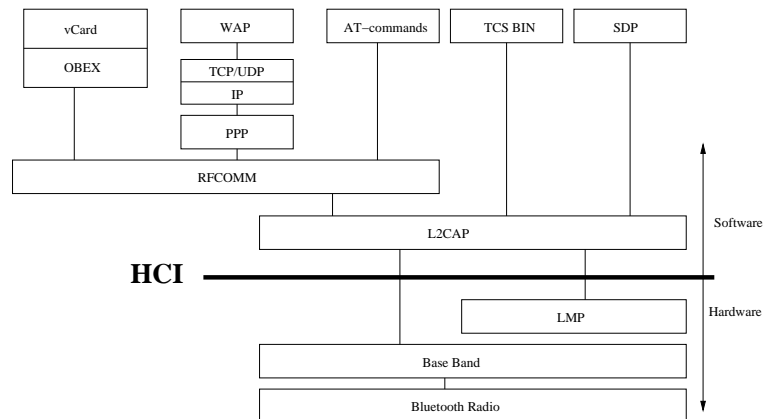 vCard
OBEX
WAP
TCP/UDP
IP
PPP
AT−commands
TCS BIN
SDP
RFCOMM
L2CAP
Software
HCI
Hardware
LMP
Base Band
Bluetooth Radio